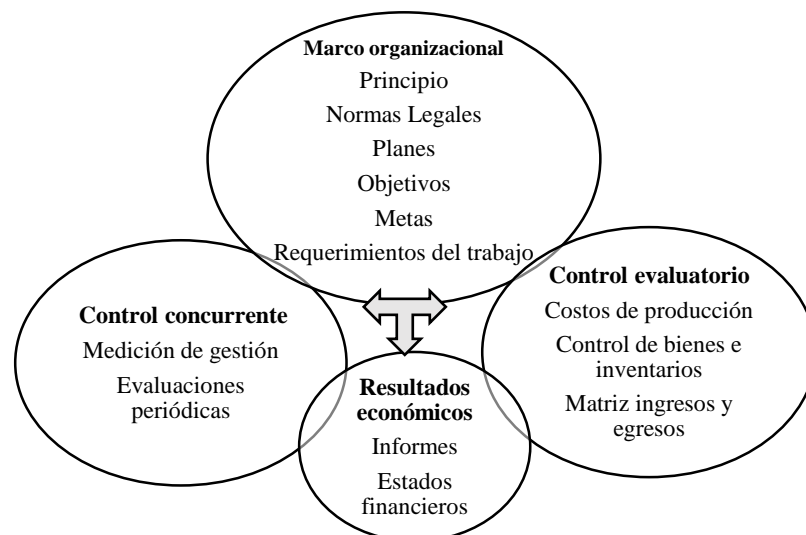 Marco organizacional
Principio
Normas Legales
Planes
Objetivos
Metas
Requerimientos del trabajo
Control concurrente
Medición de gestión
Evaluaciones
periódicas
Resultados
económicos
Informes
Estados
financieros
Control evaluatorio
Costos de producción
Control de bienes e
inventarios
Matriz ingresos y
egresos